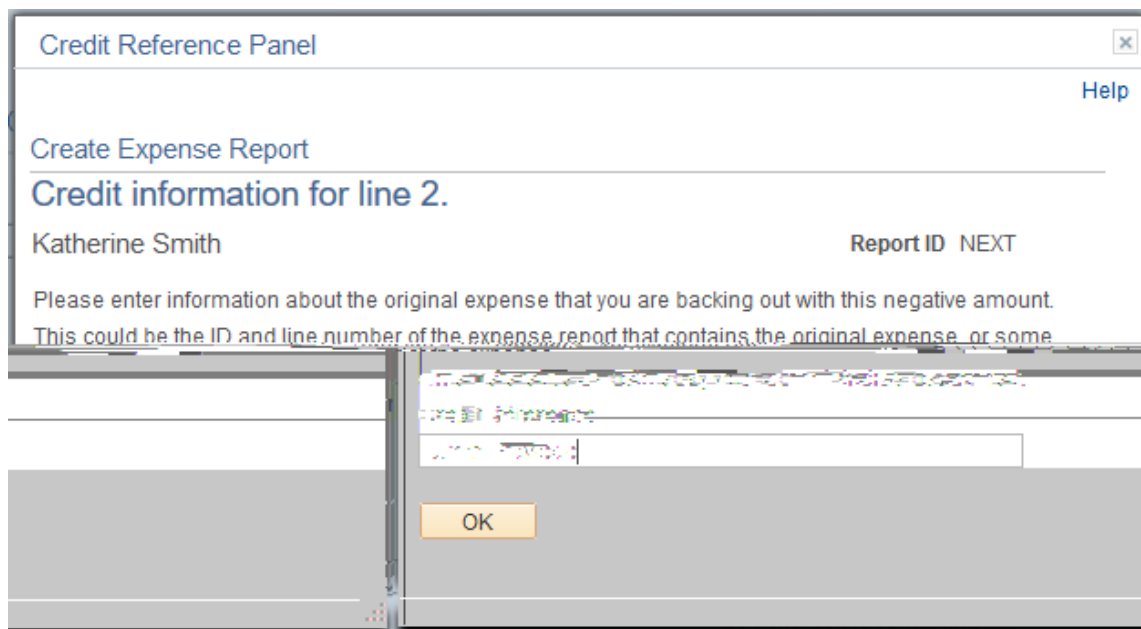 Credit Reference Panel
Help
Create Expense Report
Credit information for line 2.
Katherine Smith
Report ID NEXT
Please enter information about the original expense that you are backing out with this negative amount.
This could be the ID and line number of the expense report that contains the original expense, or some
OK